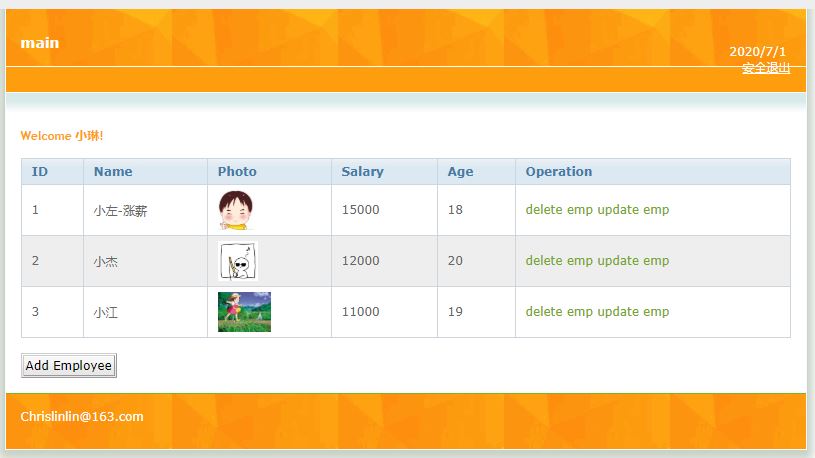 main
2020/7/1
安全退出
Welcome 小琳!
ID Name Photo Salary Age Operation
1 小左-涨薪 15000 18 delete emp update emp
2 小杰 12000 20 delete emp update emp
3 小江 11000 19 delete emp update emp
Add Employee
Chrislinlin@163.com